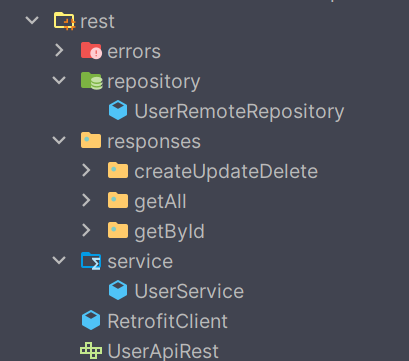 rest
errors
repository
UserRemoteRepository
responses
createUpdateDelete
getAll
getById
service
UserService
RetrofitClient
UserApiRest